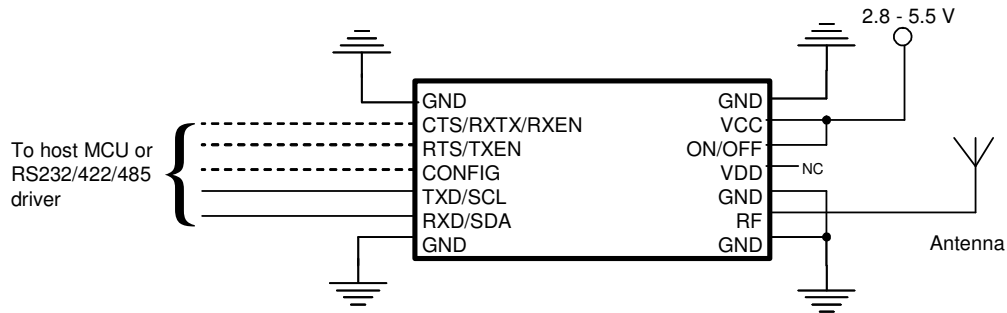 2.8 - 5.5 V
GND
CTS/RXTX/RXEN
RTS/TXEN
CONFIG
TXD/SCL
RXD/SDA
GND
GND
VCC
ON/OFF
VDD
GND
RF
GND
NC
To host MCU or
RS232/422/485
driver
Antenna